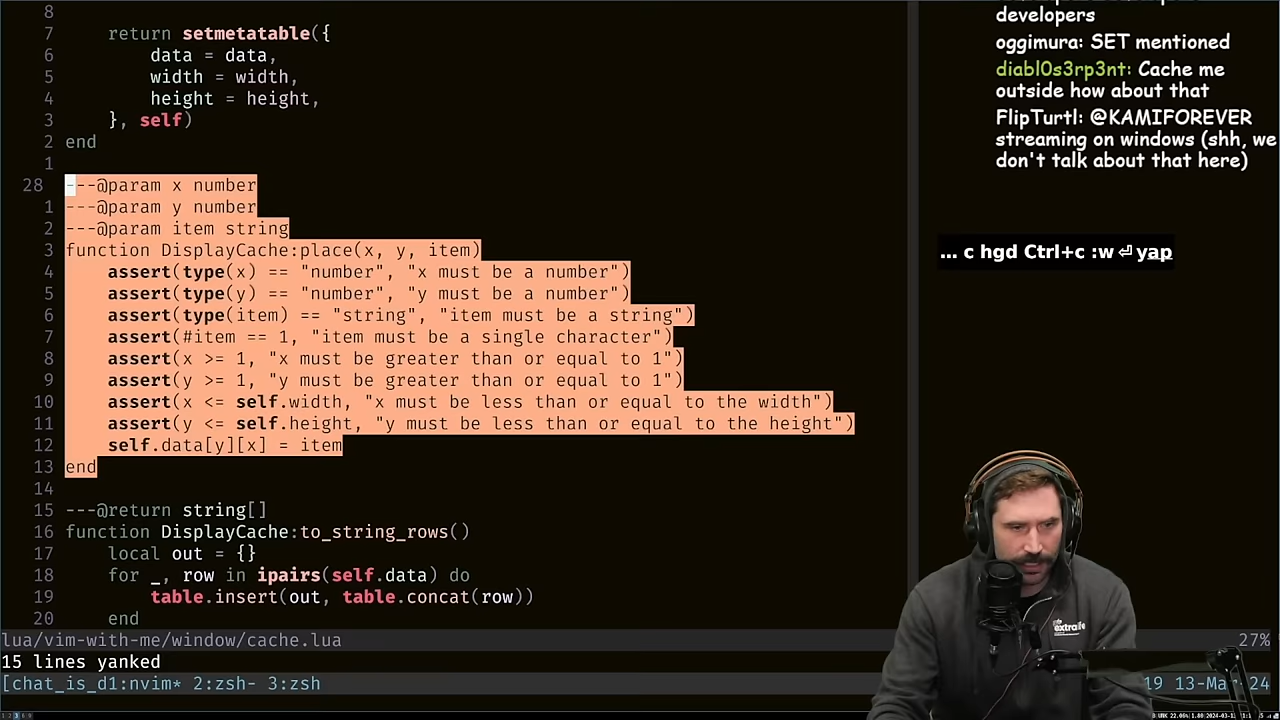 8
7 return setmetatable({
6 data = data,
5 width = width,
4 height = height,
3 }, self)
2 end
1
28 ---@param x number
1 ---@param y number
2 ---@param item string
3 function DisplayCache:place(x, y, item)
4 assert(type(x) == "number", "x must be a number")
5 assert(type(y) == "number", "y must be a number")
6 assert(type(item) == "string", "item must be a string")
7 assert(#item == 1, "item must be a single character")
8 assert(x >= 1, "x must be greater than or equal to 1")
9 assert(y >= 1, "y must be greater than or equal to 1")
10 assert(x <= self.width, "x must be less than or equal to the width")
11 assert(y <= self.height, "y must be less than or equal to the height")
12 self.data[y][x] = item
13 end
14
15 ---@return string[]
16 function DisplayCache:to_string_rows()
17 local out = {}
18 for _, row in ipairs(self.data) do
19 table.insert(out, table.concat(row))
20 end
lua/vim-with-me/window/cache.lua 27%
15 lines yanked
[chat_is_d1:nvim* 2:zsh- 3:zsh 19 13-Mar-24
developers
oggimura: SET mentioned
diabl0s3rp3nt: Cache me
outside how about that
FlipTurtl: @KAMIFOREVER
streaming on windows (shh, we
don't talk about that here)
... c hgd Ctrl+c :w⏎yap
extralife